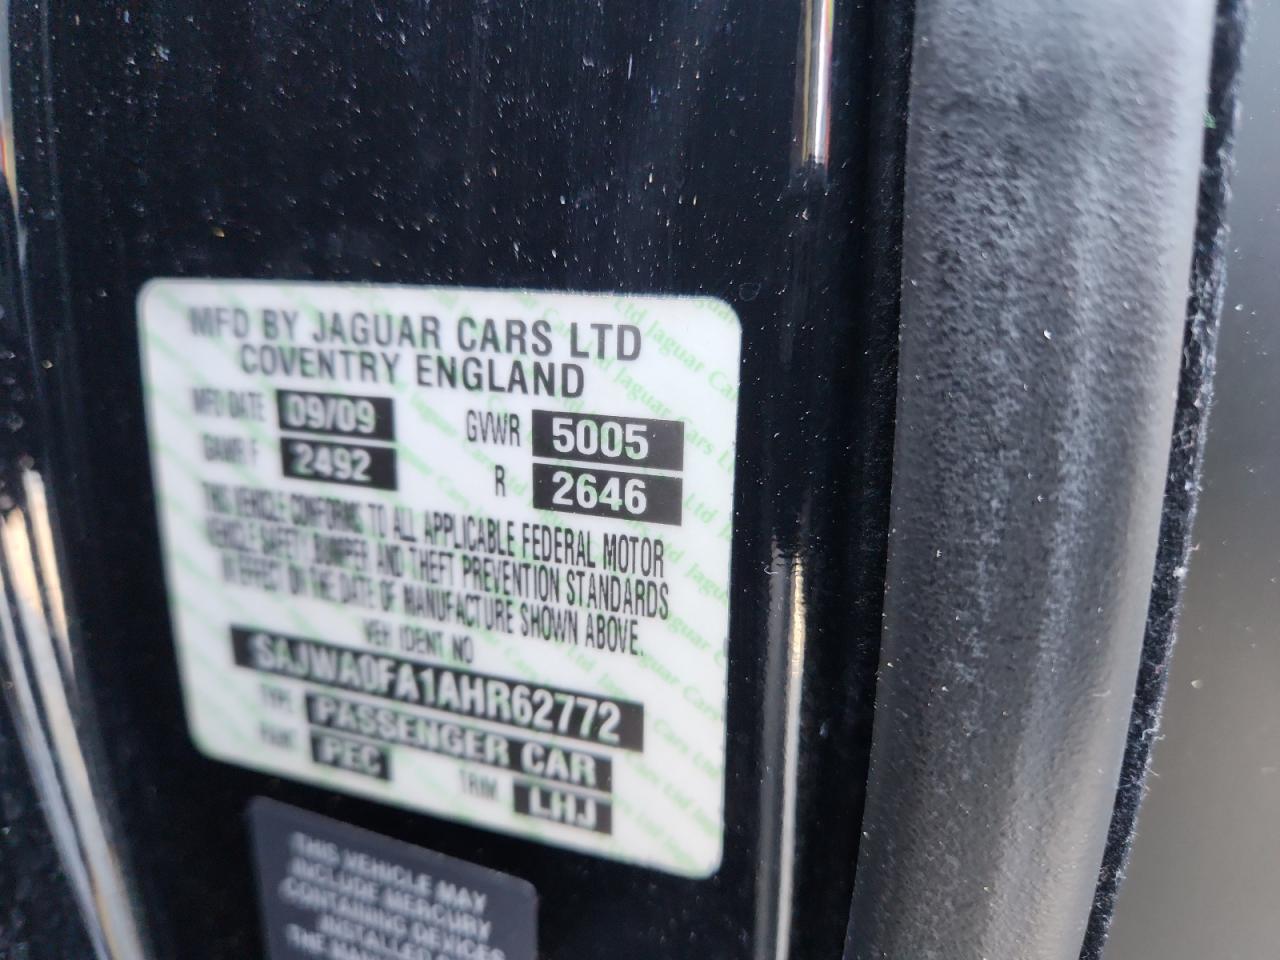 MFD BY JAGUAR CARS LTD
COVENTRY ENGLAND
MFD DATE 09/09 GVWR 5005
GAWR F 2492 R 2646
THIS VEHICLE CONFORMS TO ALL APPLICABLE FEDERAL MOTOR
VEHICLE SAFETY BUMPER AND THEFT PREVENTION STANDARDS
IN EFFECT ON THE DATE OF MANUFACTURE SHOWN ABOVE.
VEH IDENT NO
SAJWA0FA1AHR62772
TYPE PASSENGER CAR
PAINT PEC TRIM LHJ
THIS VEHICLE MAY
INCLUDE MERCURY
CONTAINING DEVICES
INSTALLED
THE